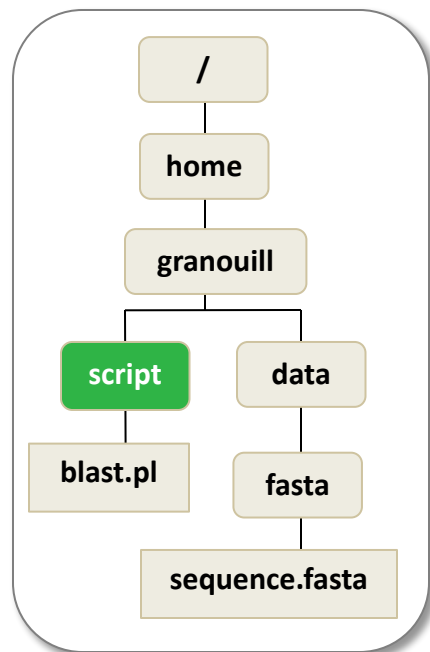 /
home
granouill
script
data
blast.pl
fasta
sequence.fasta